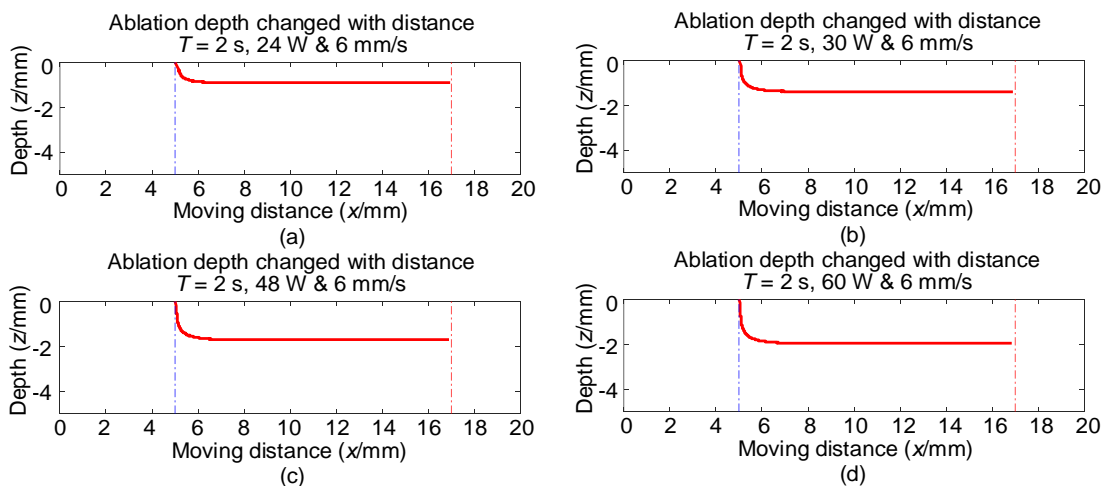 Ablation depth changed with distance
T = 2 s, 24 W & 6 mm/s
0
-2
-4
Depth (z/mm)
0 2 4 6 8 10 12 14 16 18 20
Moving distance (x/mm)
(a)
Ablation depth changed with distance
T = 2 s, 30 W & 6 mm/s
0
-2
-4
Depth (z/mm)
0 2 4 6 8 10 12 14 16 18 20
Moving distance (x/mm)
(b)
Ablation depth changed with distance
T = 2 s, 48 W & 6 mm/s
0
-2
-4
Depth (z/mm)
0 2 4 6 8 10 12 14 16 18 20
Moving distance (x/mm)
(c)
Ablation depth changed with distance
T = 2 s, 60 W & 6 mm/s
0
-2
-4
Depth (z/mm)
0 2 4 6 8 10 12 14 16 18 20
Moving distance (x/mm)
(d)